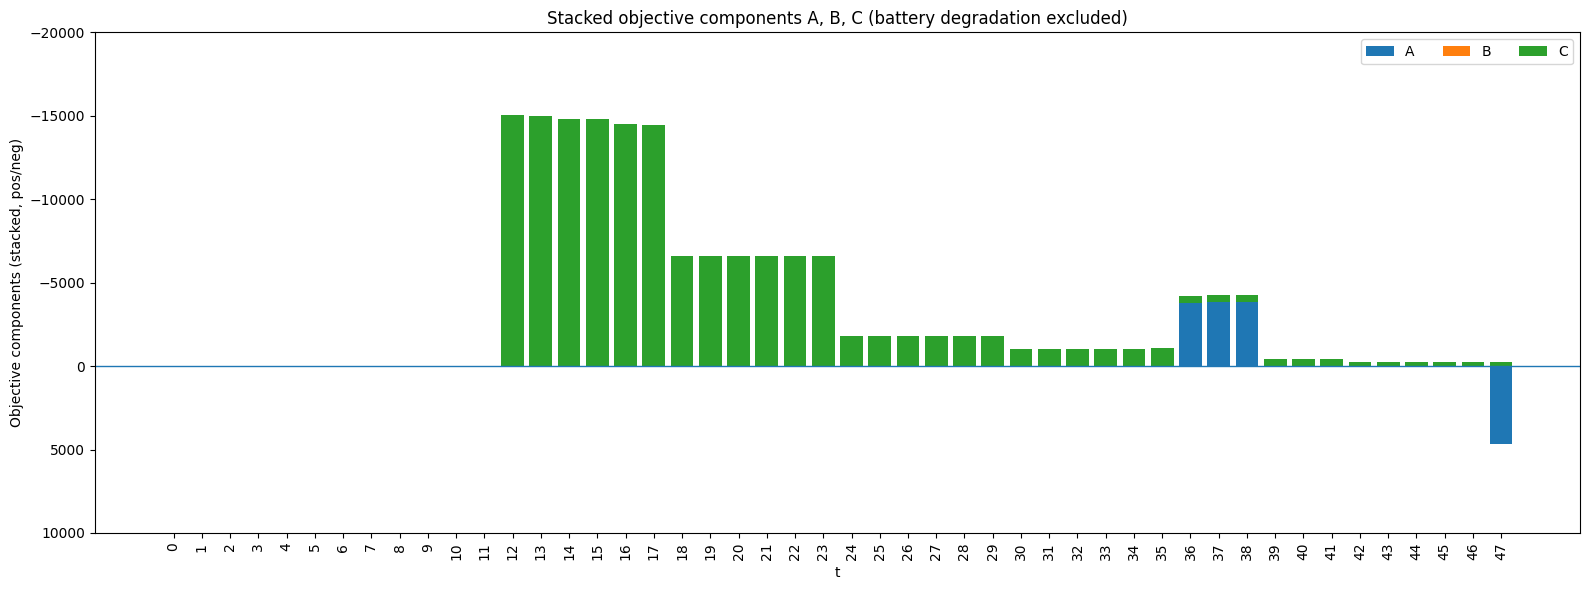 Stacked objective components A, B, C (battery degradation excluded)
A B C
Objective components (stacked, pos/neg)
−20000
−15000
−10000
−5000
0
5000
10000
0 1 2 3 4 5 6 7 8 9 10 11 12 13 14 15 16 17 18 19 20 21 22 23 24 25 26 27 28 29 30 31 32 33 34 35 36 37 38 39 40 41 42 43 44 45 46 47
t